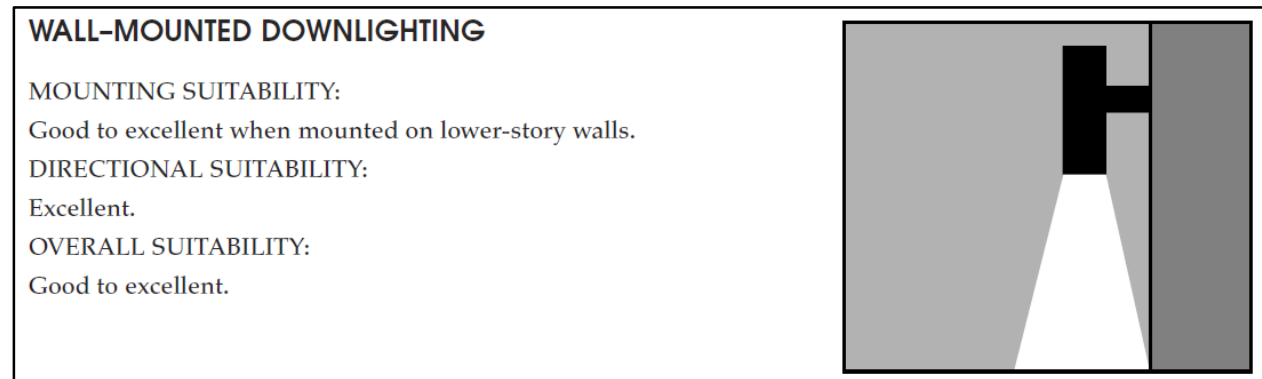 WALL-MOUNTED DOWNLIGHTING
MOUNTING SUITABILITY:
Good to excellent when mounted on lower-story walls.
DIRECTIONAL SUITABILITY:
Excellent.
OVERALL SUITABILITY:
Good to excellent.